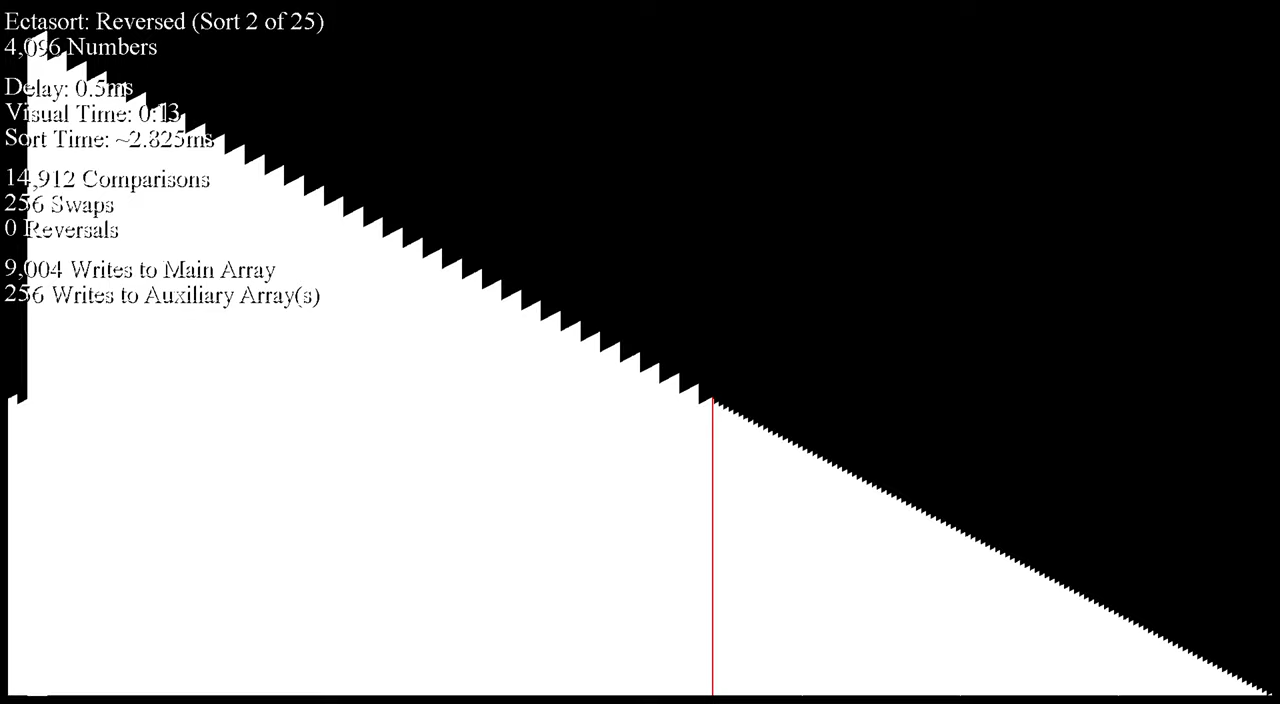 Ectasort: Reversed (Sort 2 of 25)
4,096 Numbers
Delay: 0.5ms
Visual Time: 0:13
Sort Time: ~2.825ms
14,912 Comparisons
256 Swaps
0 Reversals
9,004 Writes to Main Array
256 Writes to Auxiliary Array(s)